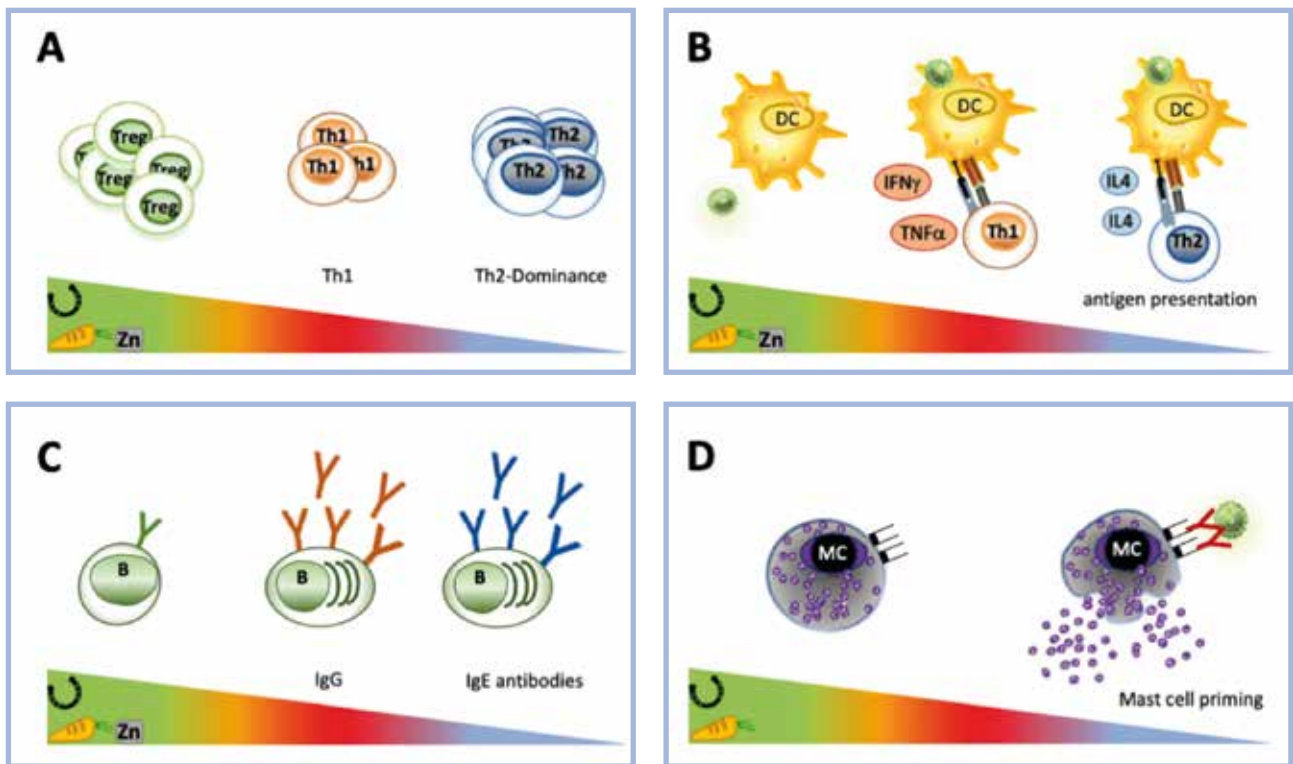 A
Treg
Treg
Treg
Treg
Th1
Th1
Th2
Th2
Th2
Th1
Th2-Dominance
Zn
B
DC
DC
DC
IFNγ
TNFα
Th1
IL4
IL4
Th2
antigen presentation
Zn
C
B
B
B
IgG
IgE antibodies
Zn
D
MC
MC
Mast cell priming